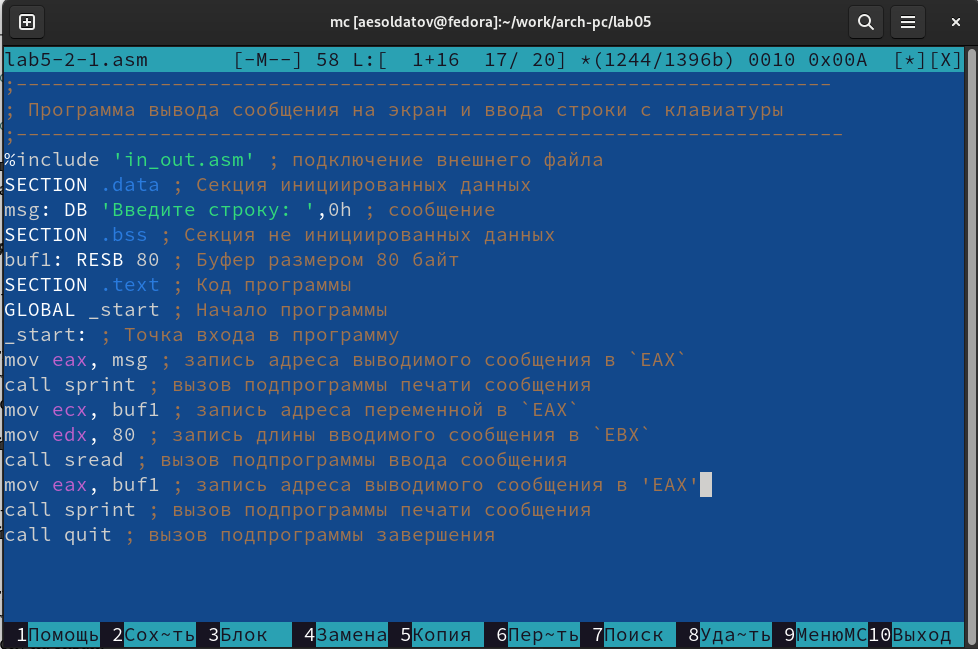 mc [aesoldatov@fedora]:~/work/arch-pc/lab05
lab5-2-1.asm [-M--] 58 L:[ 1+16 17/ 20] *(1244/1396b) 0010 0x00A [*][X]
;--------------------------------------------------------------------
; Программа вывода сообщения на экран и ввода строки с клавиатуры
;---------------------------------------------------------------------
%include 'in_out.asm' ; подключение внешнего файла
SECTION .data ; Секция инициированных данных
msg: DB 'Введите строку: ',0h ; сообщение
SECTION .bss ; Секция не инициированных данных
buf1: RESB 80 ; Буфер размером 80 байт
SECTION .text ; Код программы
GLOBAL _start ; Начало программы
_start: ; Точка входа в программу
mov eax, msg ; запись адреса выводимого сообщения в `EAX`
call sprint ; вызов подпрограммы печати сообщения
mov ecx, buf1 ; запись адреса переменной в `EAX`
mov edx, 80 ; запись длины вводимого сообщения в `EBX`
call sread ; вызов подпрограммы ввода сообщения
mov eax, buf1 ; запись адреса выводимого сообщения в 'EAX'
call sprint ; вызов подпрограммы печати сообщения
call quit ; вызов подпрограммы завершения
1Помощь 2Сох~ть 3Блок 4Замена 5Копия 6Пер~ть 7Поиск 8Уда~ть 9МенюMC 10Выход